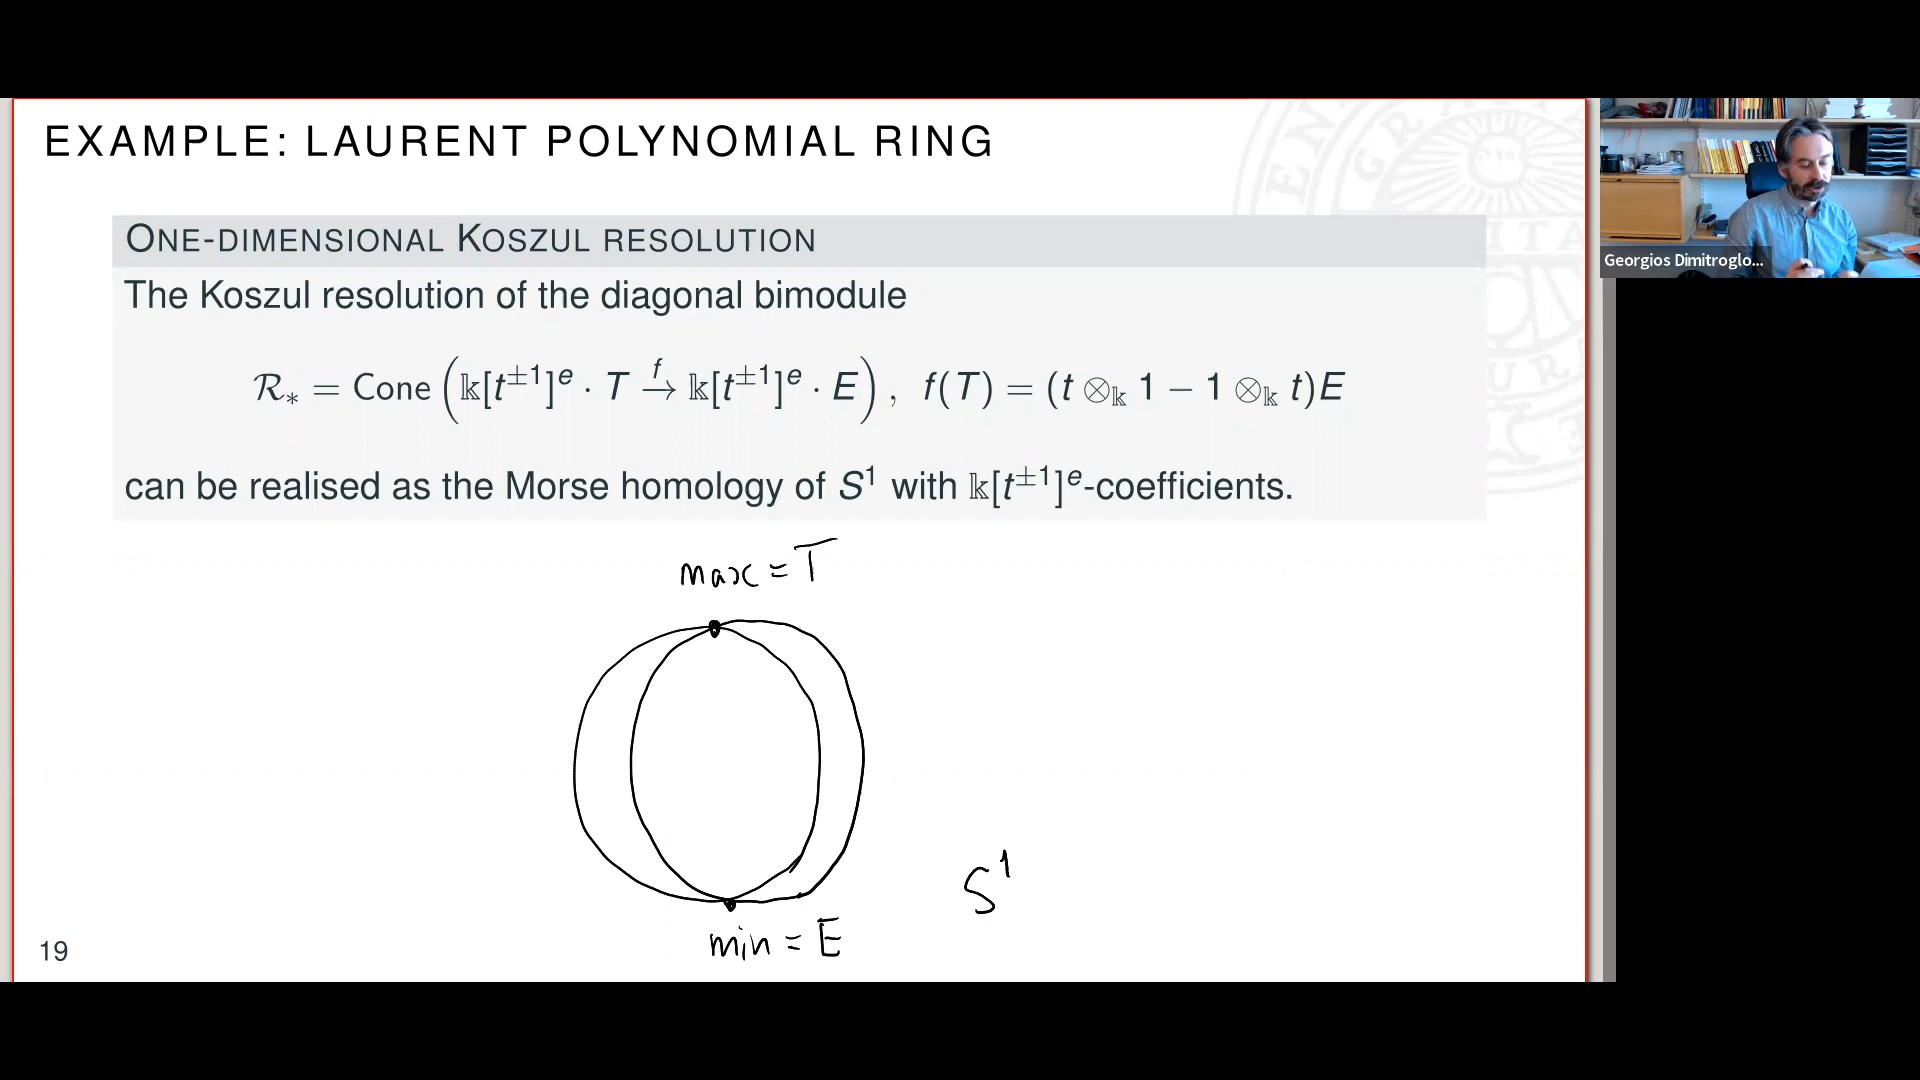 EXAMPLE: LAURENT POLYNOMIAL RING
ONE-DIMENSIONAL KOSZUL RESOLUTION
The Koszul resolution of the diagonal bimodule
ℛ∗ = Cone (𝕜[t^{±1}]^e · T →^f 𝕜[t^{±1}]^e · E), f(T) = (t ⊗_𝕜 1 − 1 ⊗_𝕜 t)E
can be realised as the Morse homology of S¹ with 𝕜[t^{±1}]^e-coefficients.
max = T
S¹
min = E
19
Georgios Dimitroglo...